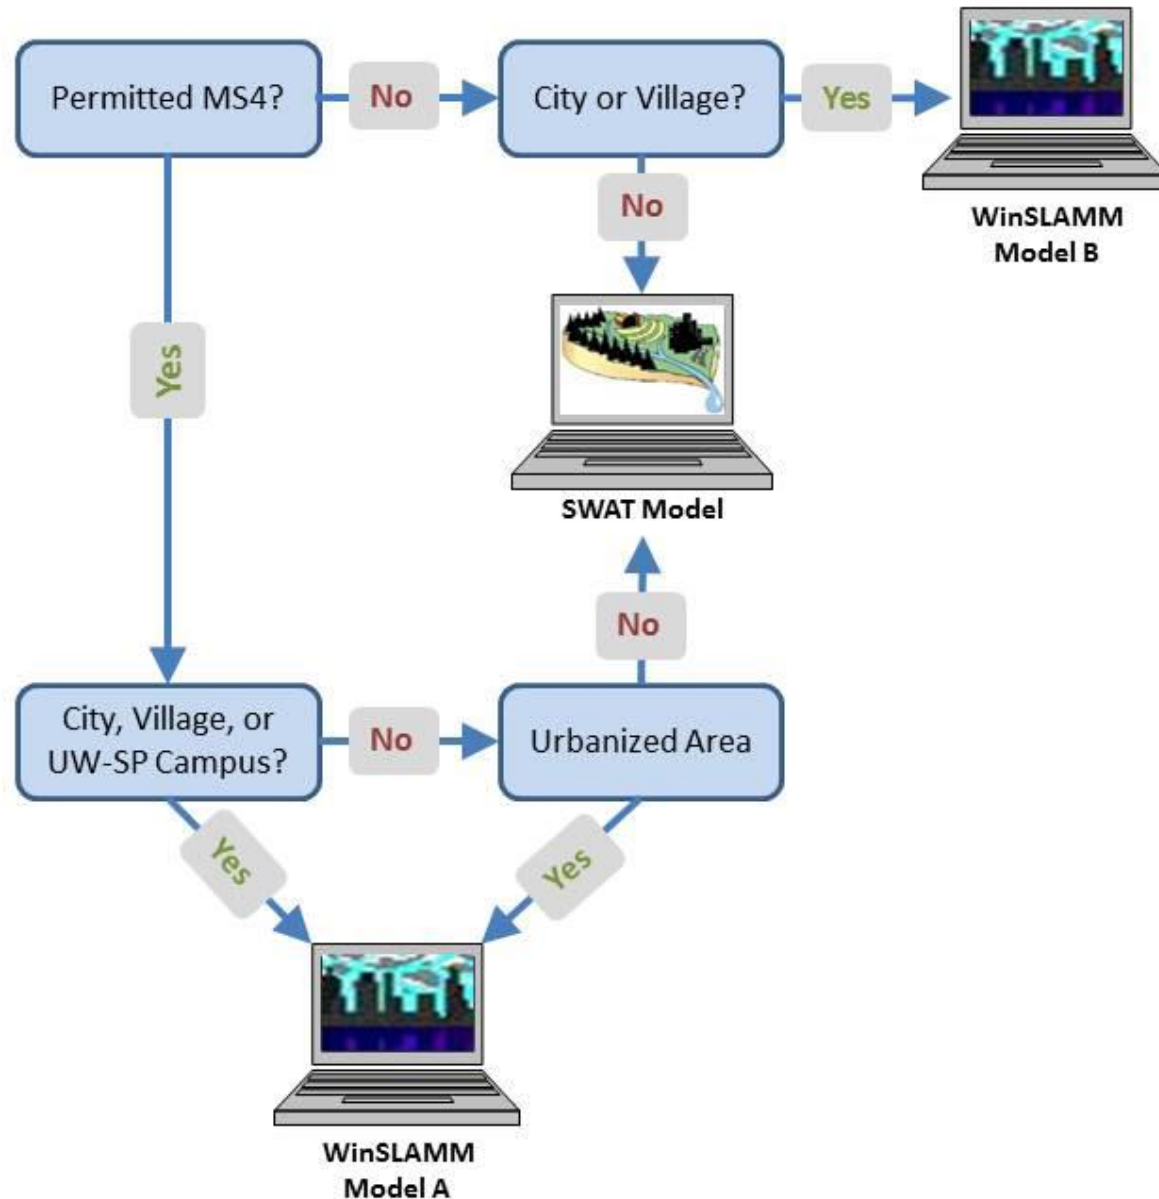 Permitted MS4?
No
City or Village?
Yes
WinSLAMM
Model B
No
Yes
SWAT Model
No
City, Village, or
UW-SP Campus?
No
Urbanized Area
Yes
Yes
WinSLAMM
Model A